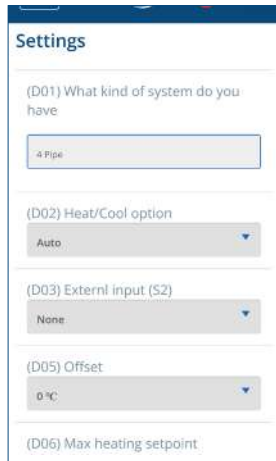 Settings
(D01) What kind of system do you
have
4 Pipe
(D02) Heat/Cool option
Auto
(D03) Externl input (S2)
None
(D05) Offset
0 ºC
(D06) Max heating setpoint